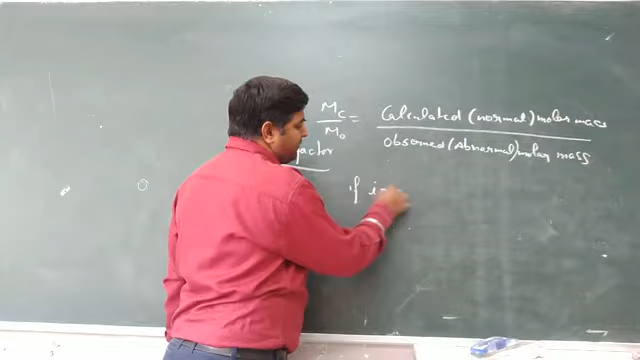 Mc/Mo = Calculated (normal) molar mass / Observed (Abnormal) molar mass
factor
If i